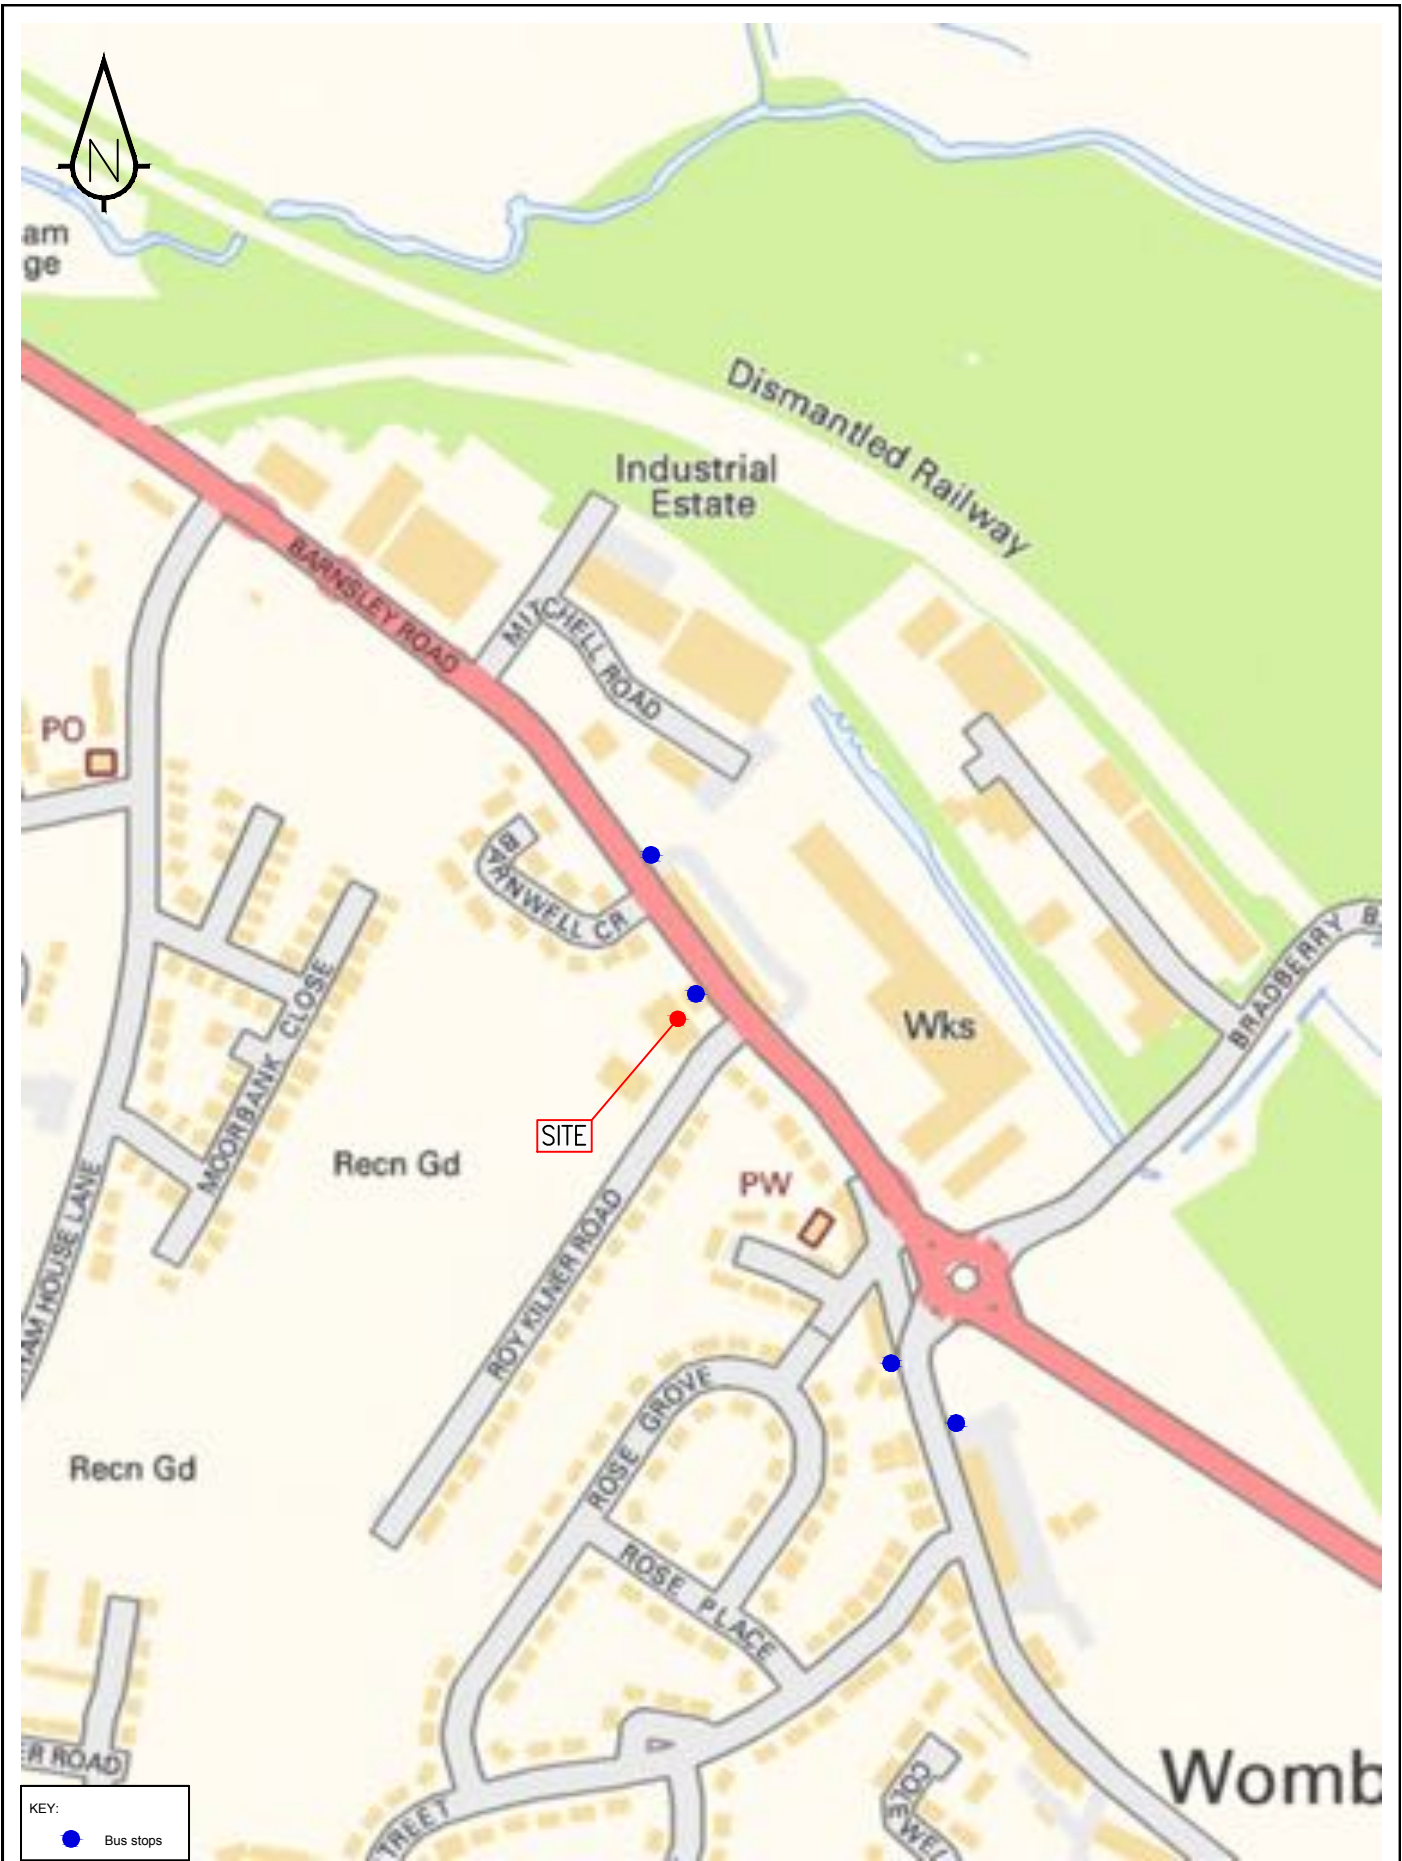 N
am
ge
Dismantled Railway
Industrial
Estate
BARNSLEY ROAD
MITCHELL ROAD
PO
BARNWELL CR
BRADBERRY B
Wks
MOORBANK CLOSE
SITE
Recn Gd
PW
HAM HOUSE LANE
ROY KILNER ROAD
ROSE GROVE
Recn Gd
ROSE PLACE
ER ROAD
Womb
COLEWEL
TREET
KEY:
Bus stops